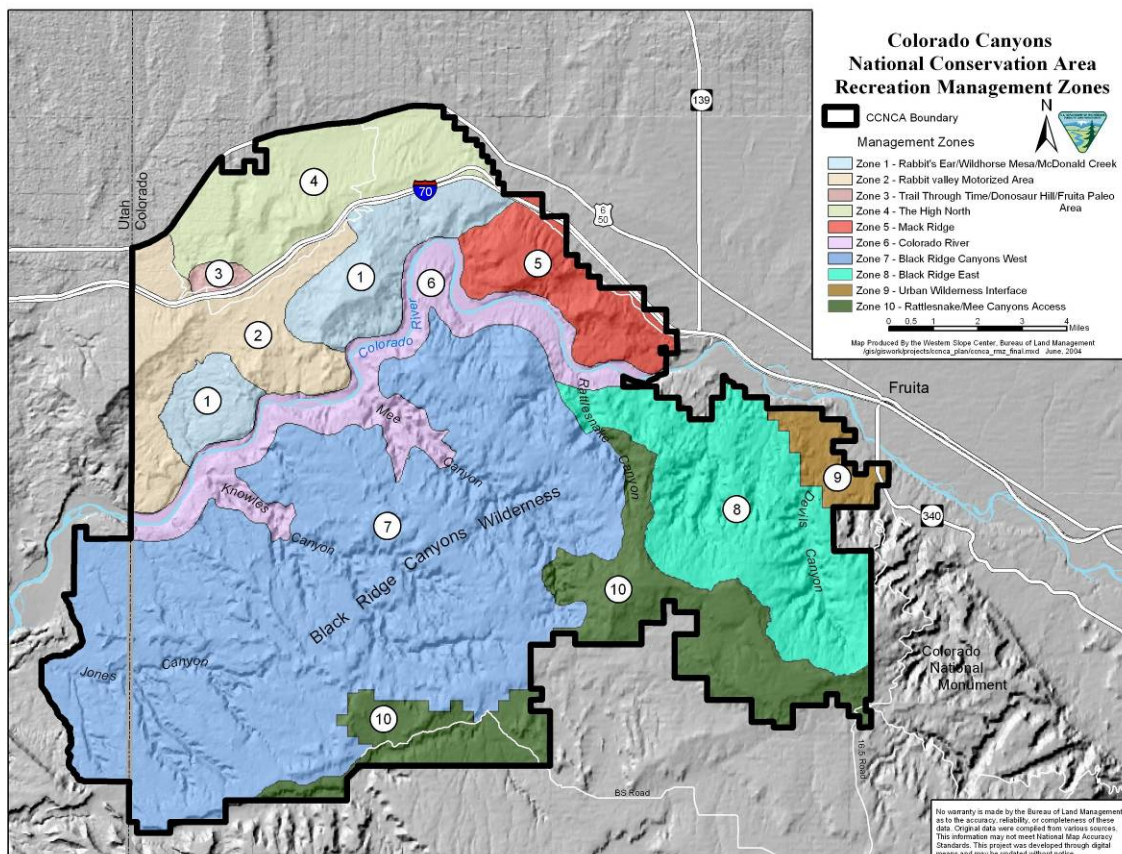 Colorado Canyons
National Conservation Area
Recreation Management Zones
CCNCA Boundary
N
Management Zones
Zone 1 - Rabbit's Ear/Wildhorse Mesa/McDonald Creek
Zone 2 - Rabbit valley Motorized Area
Zone 3 - Trail Through Time/Donosaur Hill/Fruita Paleo
Area
Zone 4 - The High North
Zone 5 - Mack Ridge
Zone 6 - Colorado River
Zone 7 - Black Ridge Canyons West
Zone 8 - Black Ridge East
Zone 9 - Urban Wilderness Interface
Zone 10 - Rattlesnake/Mee Canyons Access
0 0.5 1 2 3 4
Miles
Map Produced By the Western Slope Center, Bureau of Land Management
/gis/giswork/projects/ccnca_plan/ccnca_rmz_final.mxd June, 2004
139
6
50
70
4
Utah
Colorado
3
1
6
5
2
Colorado River
1
Fruita
Rattlesnake Canyon
Mee
Canyon
Knowles
Canyon
7
Black Ridge Canyons Wilderness
8
Devils Canyon
9
340
10
Jones Canyon
Colorado
National
Monument
10
16.5 Road
BS Road
No warranty is made by the Bureau of Land Management
as to the accuracy, reliability, or completeness of these
data. Original data were compiled from various sources.
This information may not meet National Map Accuracy
Standards. This project was developed through digital
means and may be updated without notice.